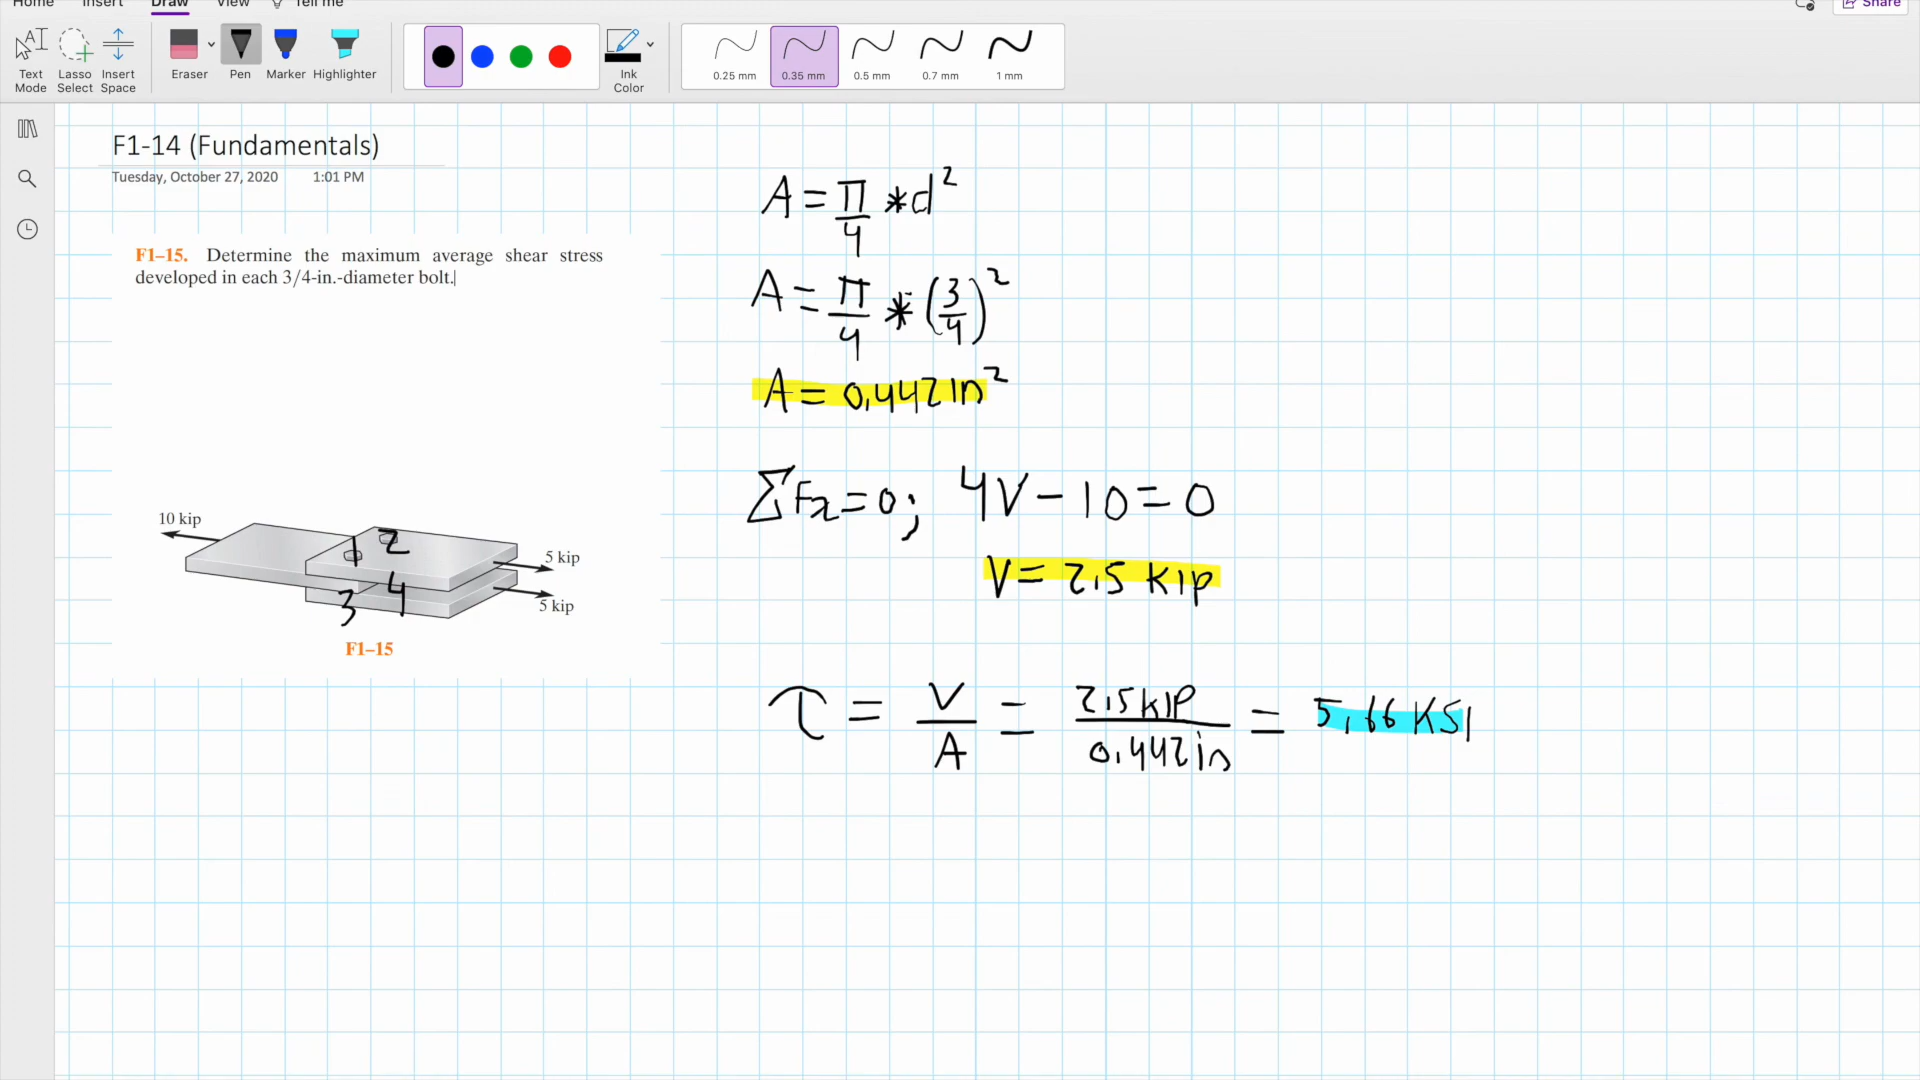 Home Insert Draw View Tell me Share
Text Mode
Lasso Select
Insert Space
Eraser
Pen
Marker
Highlighter
Ink Color
0.25 mm
0.35 mm
0.5 mm
0.7 mm
1 mm
F1-14 (Fundamentals)
Tuesday, October 27, 2020 1:01 PM
F1–15. Determine the maximum average shear stress
developed in each 3/4-in.-diameter bolt.
10 kip
1 2
5 kip
3 4
5 kip
F1–15
A = π/4 * d²
A = π/4 * (3/4)²
A = 0.442 in²
ΣFx = 0; 4V - 10 = 0
V = 2.5 kip
τ = V/A = 2.5 kip/0.442 in = 5.66 KSI